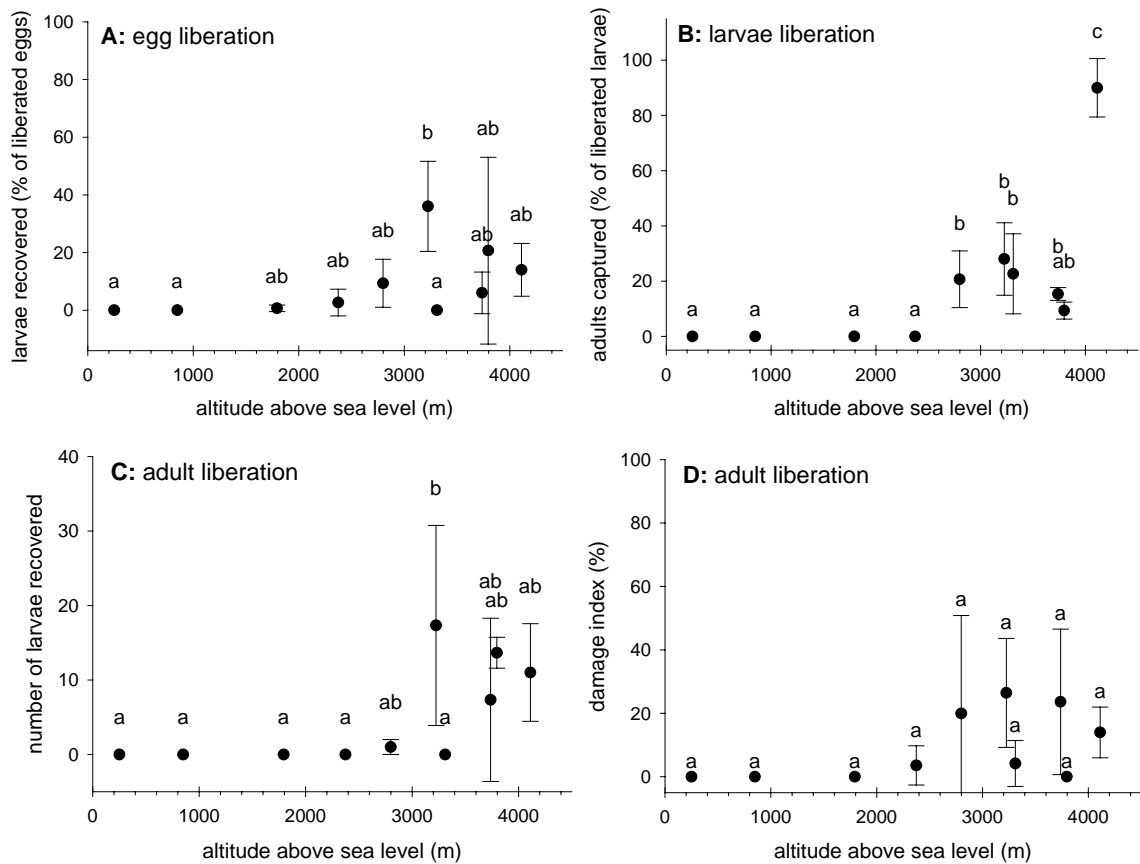 A: egg liberation
larvae recovered (% of liberated eggs)
100
80
60
40
20
0
a
a
ab
ab
ab
b
ab
ab
ab
0
1000
2000
3000
4000
altitude above sea level (m)
B: larvae liberation
adults captured (% of liberated larvae)
100
80
60
40
20
0
a
a
a
a
b
b
b
b
ab
c
0
1000
2000
3000
4000
altitude above sea level (m)
C: adult liberation
number of larvae recovered
40
30
20
10
0
a
a
a
a
ab
b
a
ab
ab
ab
0
1000
2000
3000
4000
altitude above sea level (m)
D: adult liberation
damage index (%)
100
80
60
40
20
0
a
a
a
a
a
a
a
a
a
a
0
1000
2000
3000
4000
altitude above sea level (m)